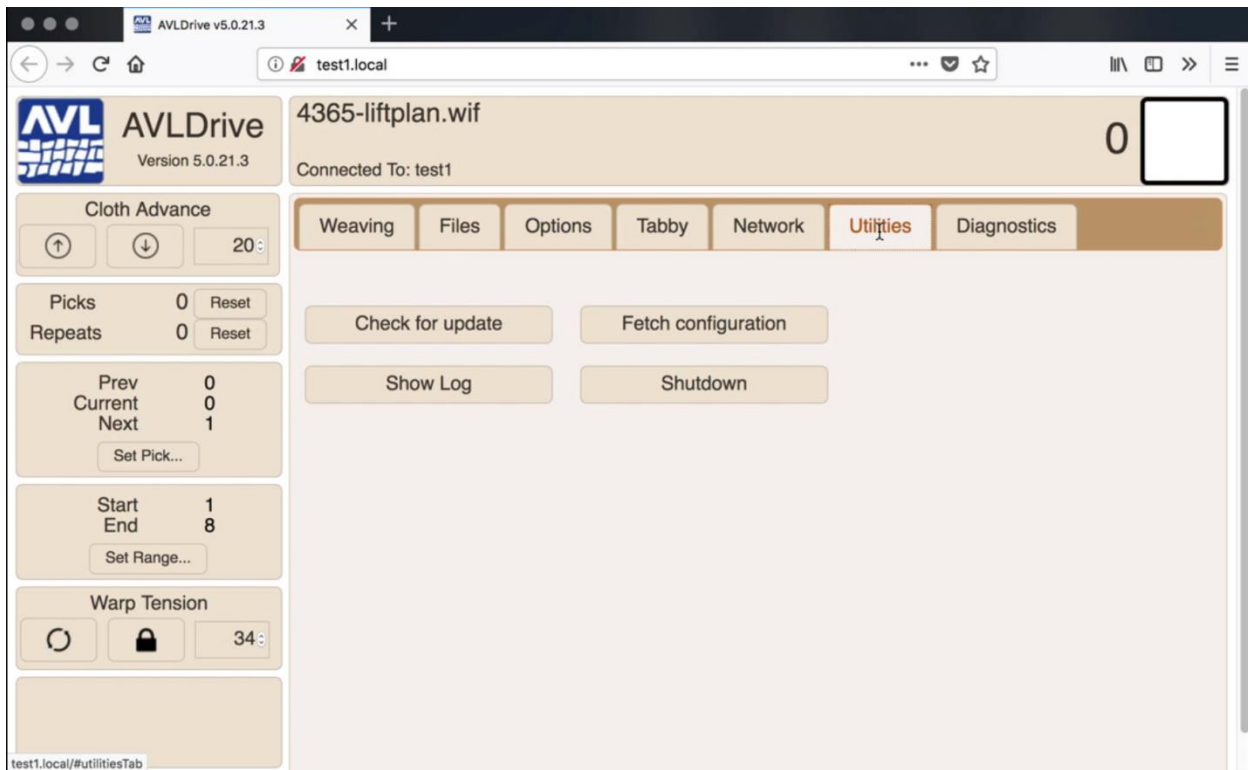 AVLDrive v5.0.21.3
test1.local
AVL
AVLDrive
Version 5.0.21.3
4365-liftplan.wif
Connected To: test1
0
Cloth Advance
20
Picks 0 Reset
Repeats 0 Reset
Prev 0
Current 0
Next 1
Set Pick...
Start 1
End 8
Set Range...
Warp Tension
34
Weaving Files Options Tabby Network Utilities Diagnostics
Check for update Fetch configuration
Show Log Shutdown
test1.local/#utilitiesTab